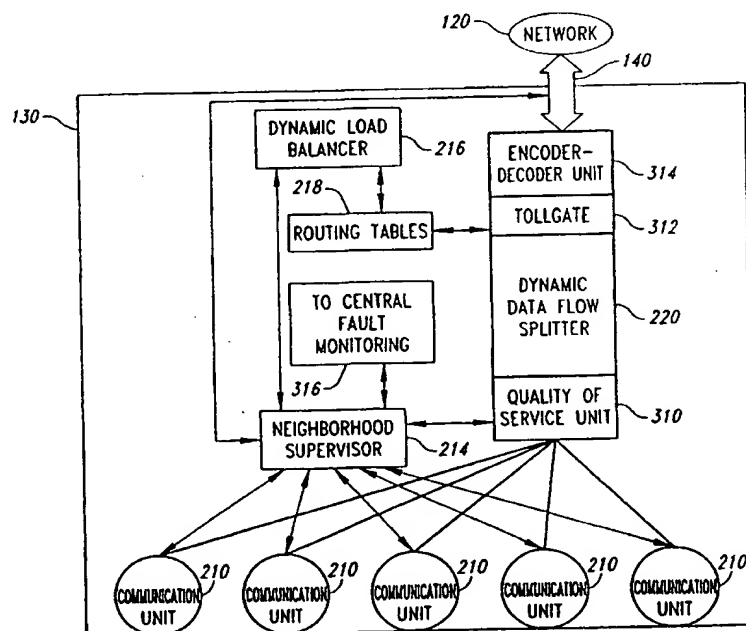 120
NETWORK
140
130
DYNAMIC LOAD
BALANCER
216
ENCODER-
DECODER UNIT
314
218
ROUTING TABLES
TOLLGATE
312
DYNAMIC
DATA FLOW
SPLITTER
220
TO CENTRAL
FAULT
MONITORING
316
QUALITY OF
SERVICE UNIT
310
NEIGHBORHOOD
SUPERVISOR
214
210
COMMUNICATION
UNIT
210
COMMUNICATION
UNIT
210
COMMUNICATION
UNIT
210
COMMUNICATION
UNIT
210
COMMUNICATION
UNIT